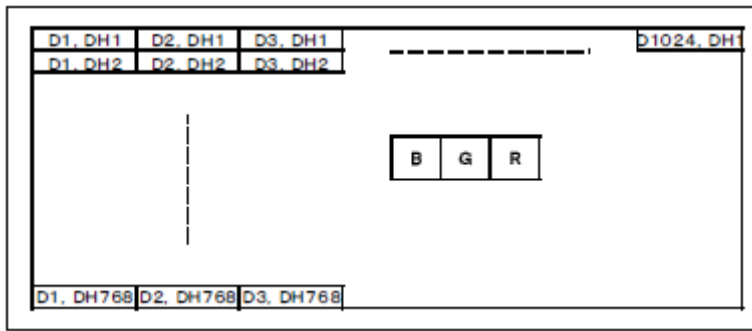 D1, DH1 D2, DH1 D3, DH1 D1024, DH1
D1, DH2 D2, DH2 D3, DH2
B G R
D1, DH768 D2, DH768 D3, DH768